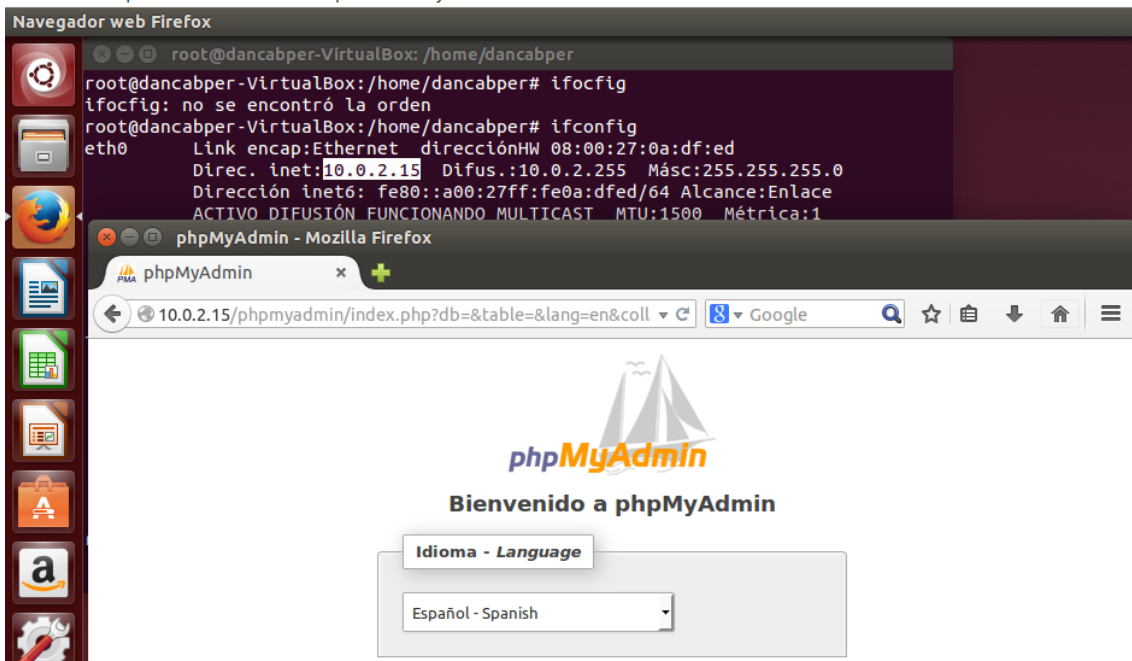 Navegador web Firefox
root@dancabper-VirtualBox: /home/dancabper
root@dancabper-VirtualBox:/home/dancabper# ifocfig
ifocfig: no se encontró la orden
root@dancabper-VirtualBox:/home/dancabper# ifconfig
eth0 Link encap:Ethernet direcciónHW 08:00:27:0a:df:ed
Direc. inet:10.0.2.15 Difus.:10.0.2.255 Másc:255.255.255.0
Dirección inet6: fe80::a00:27ff:fe0a:dfed/64 Alcance:Enlace
ACTIVO DIFUSIÓN FUNCIONANDO MULTICAST MTU:1500 Métrica:1
phpMyAdmin - Mozilla Firefox
PMA phpMyAdmin
10.0.2.15/phpmyadmin/index.php?db=&table=&lang=en&coll
8 Google
phpMyAdmin
Bienvenido a phpMyAdmin
Idioma - Language
Español - Spanish
A
a